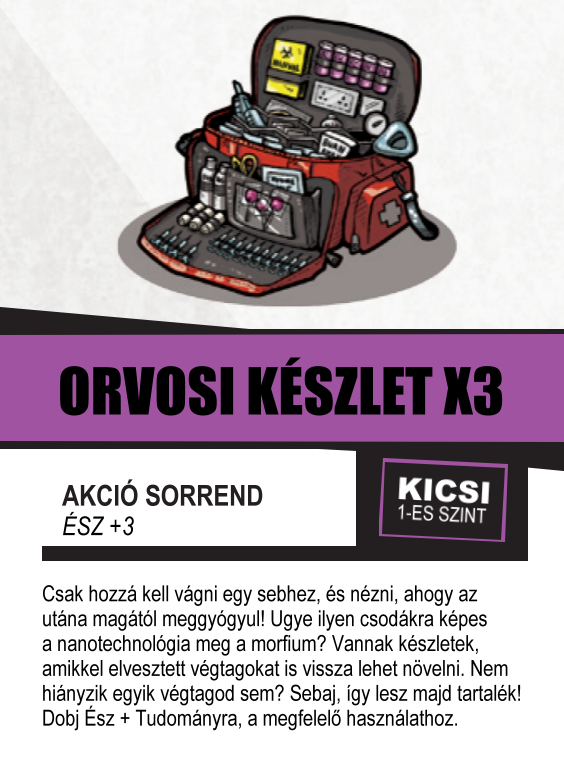 ORVOSI KÉSZLET X3
AKCIÓ SORREND
ÉSZ +3
KICSI
1-ES SZINT
Csak hozzá kell vágni egy sebhez, és nézni, ahogy az
utána magától meggyógyul! Ugye ilyen csodákra képes
a nanotechnológia meg a morfium? Vannak készletek,
amikkel elvesztett végtagokat is vissza lehet növelni. Nem
hiányzik egyik végtagod sem? Sebaj, így lesz majd tartalék!
Dobj Ész + Tudományra, a megfelelő használathoz.